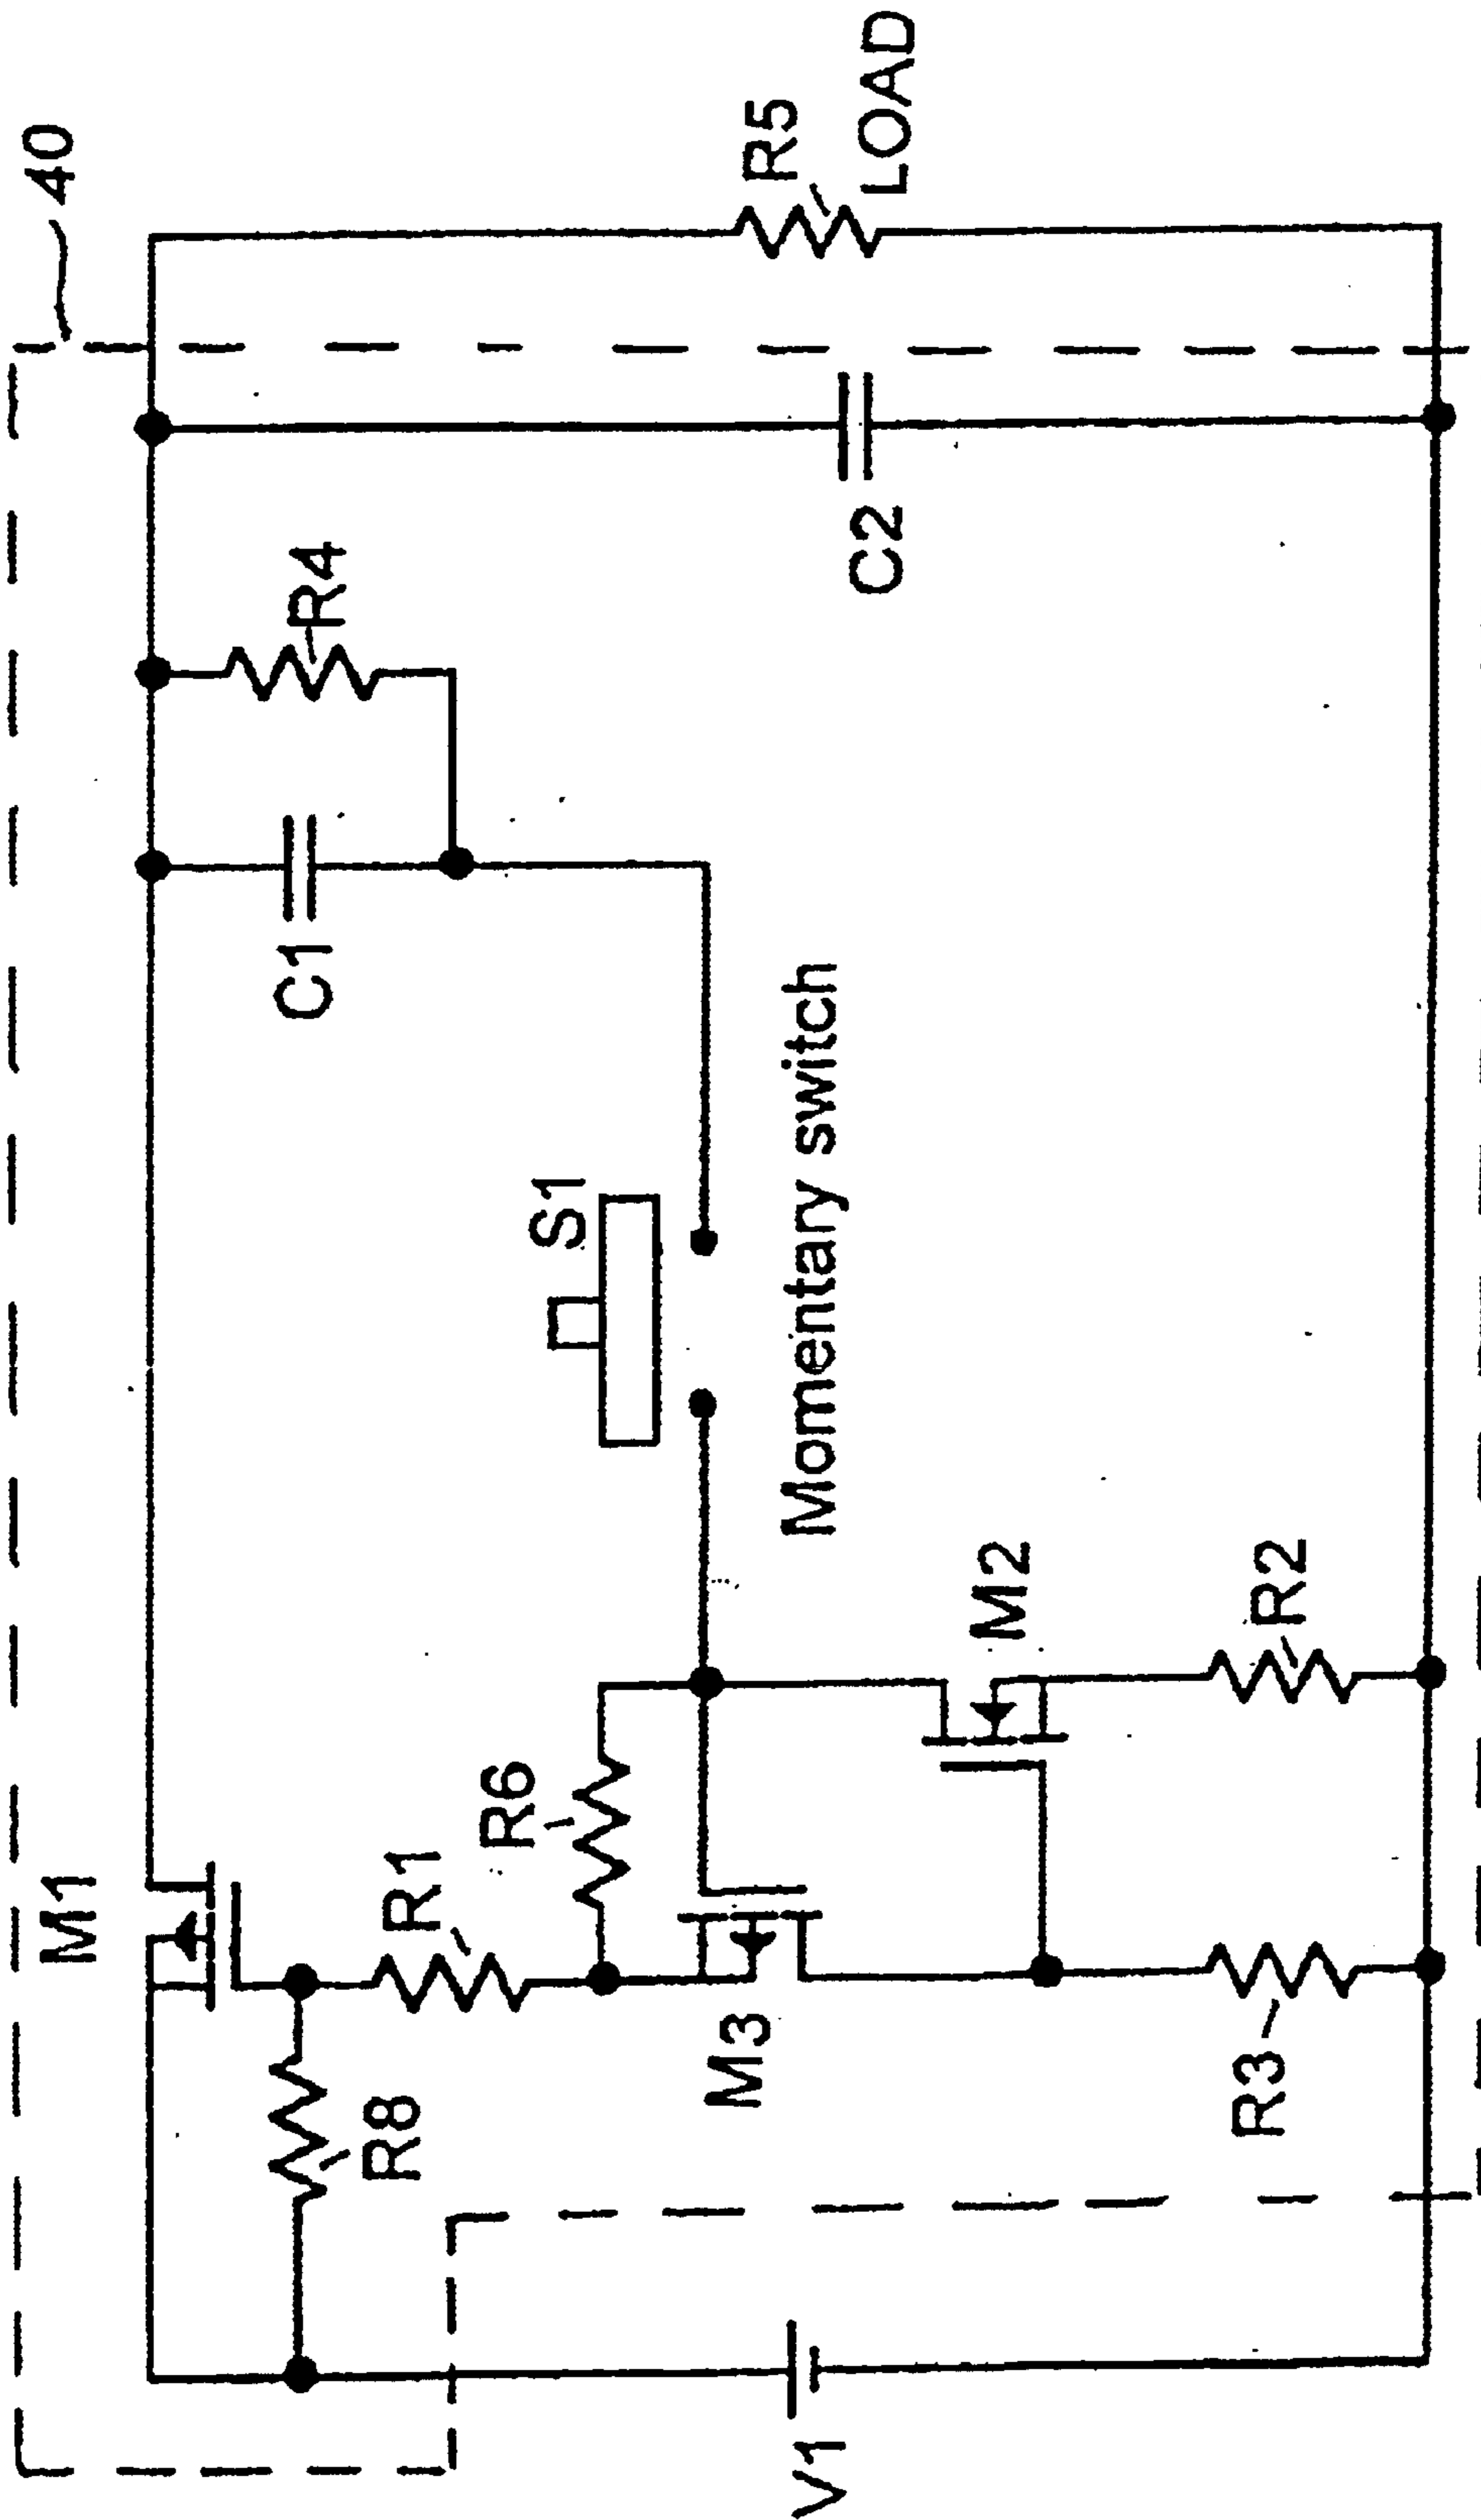 40
M1
R8
R1
R6
C1
R4
S1
Momentary switch
R5
LOAD
V1
M3
M2
C2
R3
R2